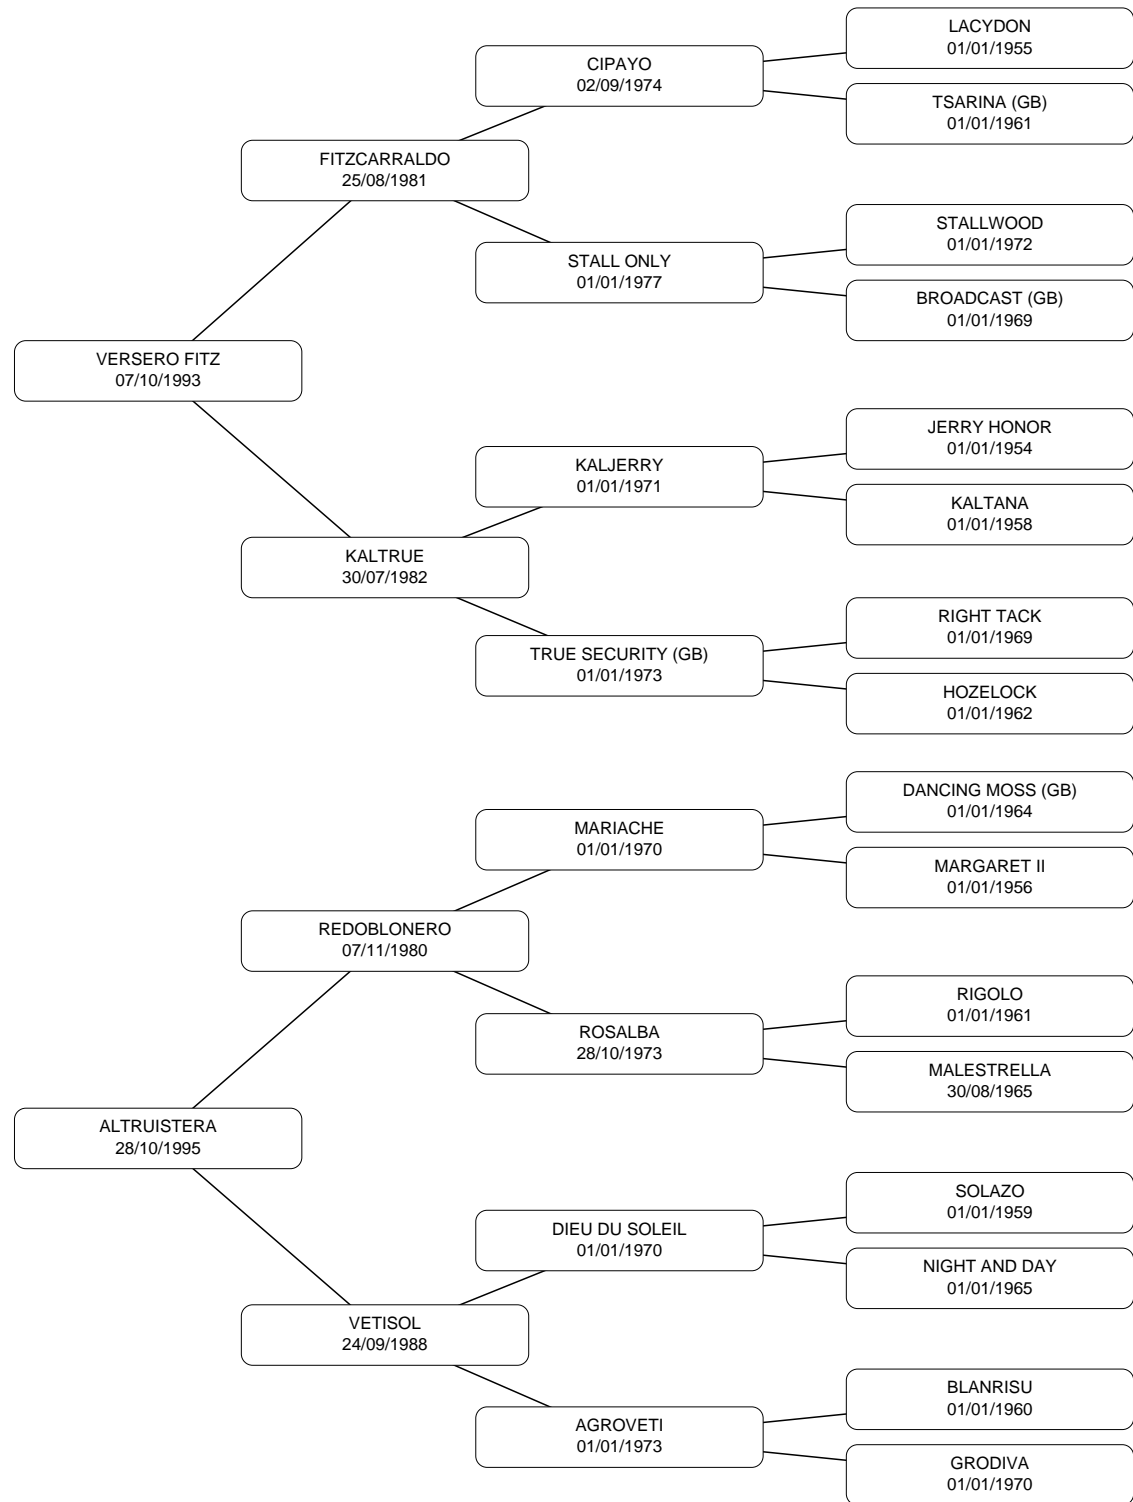 LACYDON
01/01/1955
CIPAYO
02/09/1974
TSARINA (GB)
01/01/1961
FITZCARRALDO
25/08/1981
STALLWOOD
01/01/1972
STALL ONLY
01/01/1977
BROADCAST (GB)
01/01/1969
VERSERO FITZ
07/10/1993
JERRY HONOR
01/01/1954
KALJERRY
01/01/1971
KALTANA
01/01/1958
KALTRUE
30/07/1982
RIGHT TACK
01/01/1969
TRUE SECURITY (GB)
01/01/1973
HOZELOCK
01/01/1962
DANCING MOSS (GB)
01/01/1964
MARIACHE
01/01/1970
MARGARET II
01/01/1956
REDOBLONERO
07/11/1980
RIGOLO
01/01/1961
ROSALBA
28/10/1973
MALESTRELLA
30/08/1965
ALTRUISTERA
28/10/1995
SOLAZO
01/01/1959
DIEU DU SOLEIL
01/01/1970
NIGHT AND DAY
01/01/1965
VETISOL
24/09/1988
BLANRISU
01/01/1960
AGROVETI
01/01/1973
GRODIVA
01/01/1970